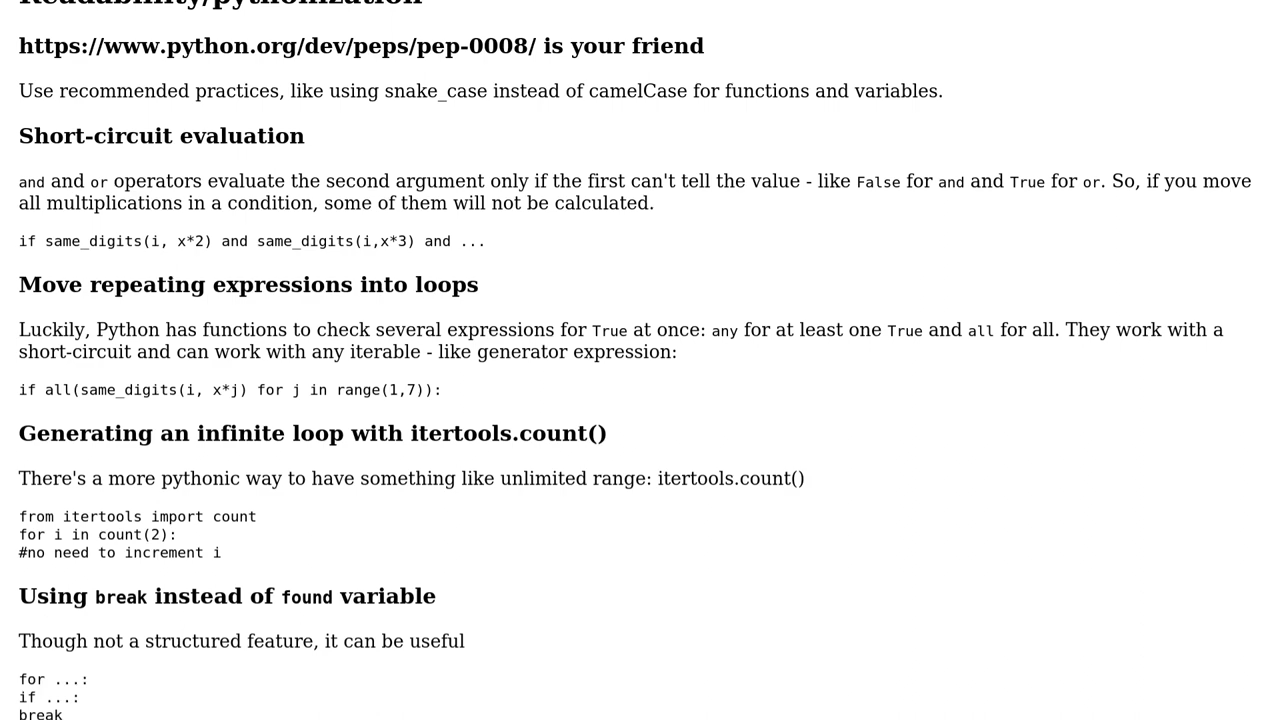 Readability/pythonization
https://www.python.org/dev/peps/pep-0008/ is your friend
Use recommended practices, like using snake_case instead of camelCase for functions and variables.
Short-circuit evaluation
and and or operators evaluate the second argument only if the first can't tell the value - like False for and and True for or. So, if you move
all multiplications in a condition, some of them will not be calculated.
if same_digits(i, x*2) and same_digits(i,x*3) and ...
Move repeating expressions into loops
Luckily, Python has functions to check several expressions for True at once: any for at least one True and all for all. They work with a
short-circuit and can work with any iterable - like generator expression:
if all(same_digits(i, x*j) for j in range(1,7)):
Generating an infinite loop with itertools.count()
There's a more pythonic way to have something like unlimited range: itertools.count()
from itertools import count
for i in count(2):
#no need to increment i
Using break instead of found variable
Though not a structured feature, it can be useful
for ...:
if ...:
break